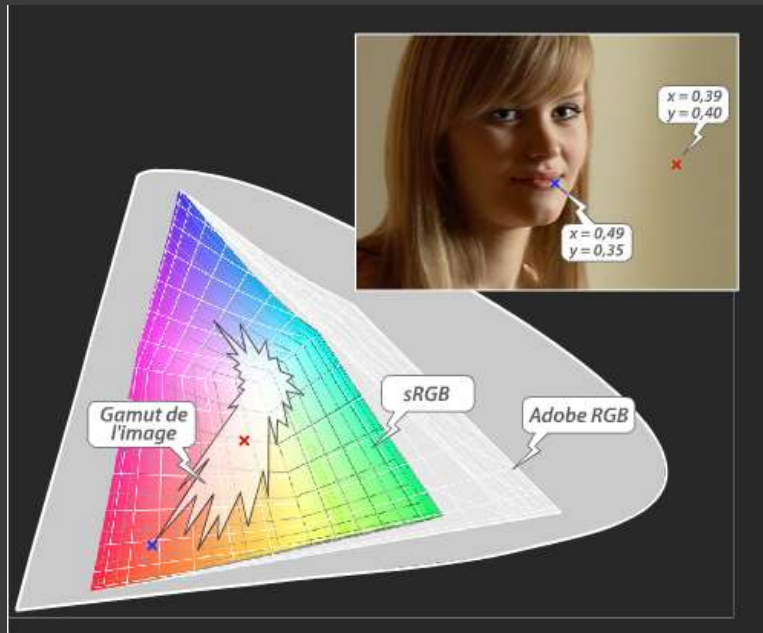 x = 0,39
y = 0,40
x = 0,49
y = 0,35
sRGB
Adobe RGB
Gamut de
l'image